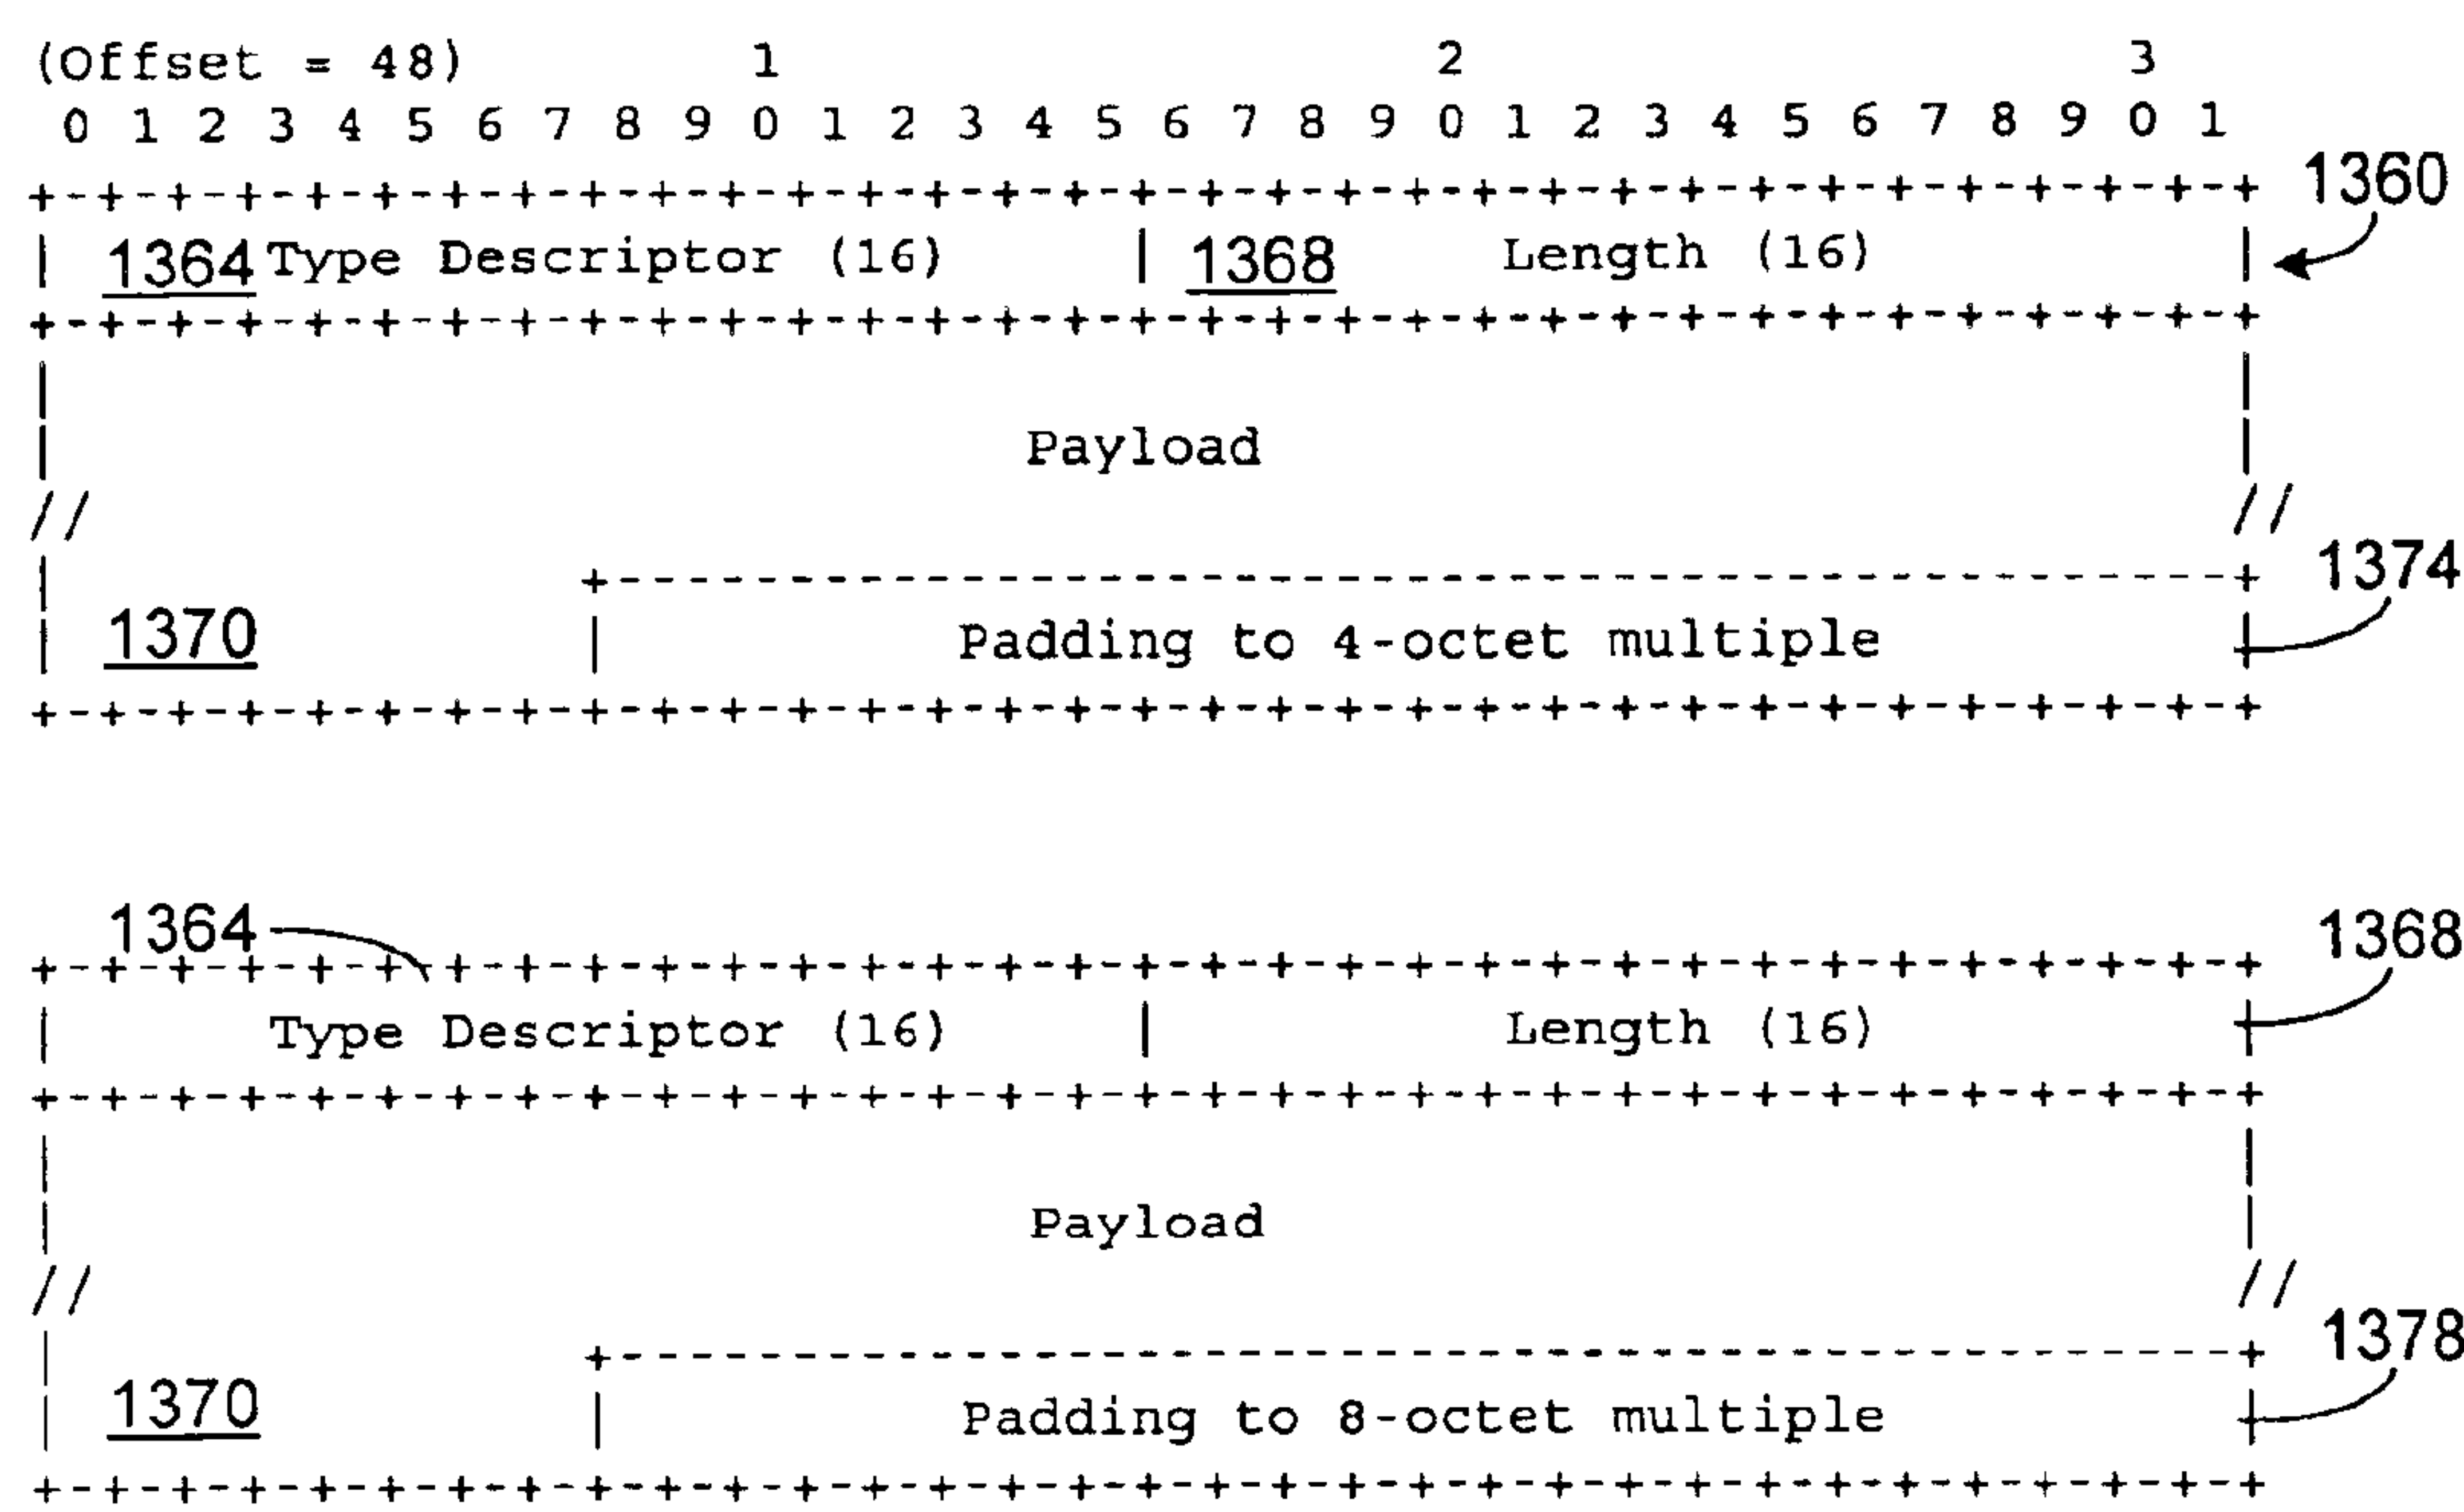 (Offset = 48) 1 2 3
0 1 2 3 4 5 6 7 8 9 0 1 2 3 4 5 6 7 8 9 0 1 2 3 4 5 6 7 8 9 0 1
+-+-+-+-+-+-+-+-+-+-+-+-+-+-+-+-+-+-+-+-+-+-+-+-+-+-+-+-+-+-+-+-+ 1360
| 1364 Type Descriptor (16) | 1368 Length (16) |
+-+-+-+-+-+-+-+-+-+-+-+-+-+-+-+-+-+-+-+-+-+-+-+-+-+-+-+-+-+-+-+-+
| |
| Payload |
// //
| +-----------------------------------------------+ 1374
| 1370 | Padding to 4-octet multiple |
+-+-+-+-+-+-+-+-+-+-+-+-+-+-+-+-+-+-+-+-+-+-+-+-+-+-+-+-+-+-+-+-+
1364 1368
+-+-+-+-+-+-+-+-+-+-+-+-+-+-+-+-+-+-+-+-+-+-+-+-+-+-+-+-+-+-+-+-+
| Type Descriptor (16) | Length (16) |
+-+-+-+-+-+-+-+-+-+-+-+-+-+-+-+-+-+-+-+-+-+-+-+-+-+-+-+-+-+-+-+-+
| |
| Payload |
// //
| +-----------------------------------------------+ 1378
| 1370 | Padding to 8-octet multiple |
+-+-+-+-+-+-+-+-+-+-+-+-+-+-+-+-+-+-+-+-+-+-+-+-+-+-+-+-+-+-+-+-+